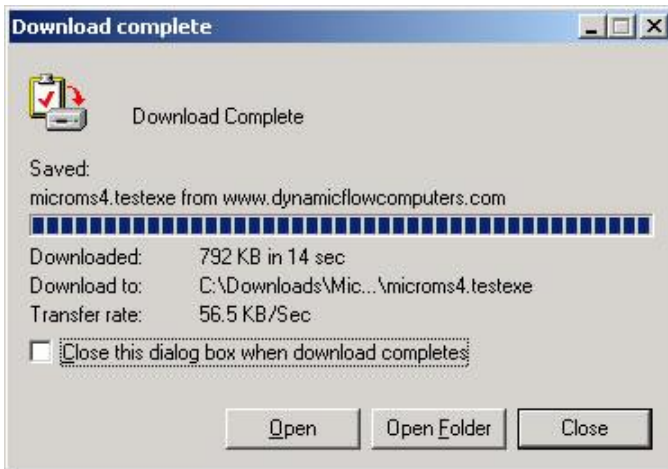 Download complete
Download Complete
Saved:
microms4.testexe from www.dynamicflowcomputers.com
Downloaded: 792 KB in 14 sec
Download to: C:\Downloads\Mic...\microms4.testexe
Transfer rate: 56.5 KB/Sec
Close this dialog box when download completes
Open Open Folder Close